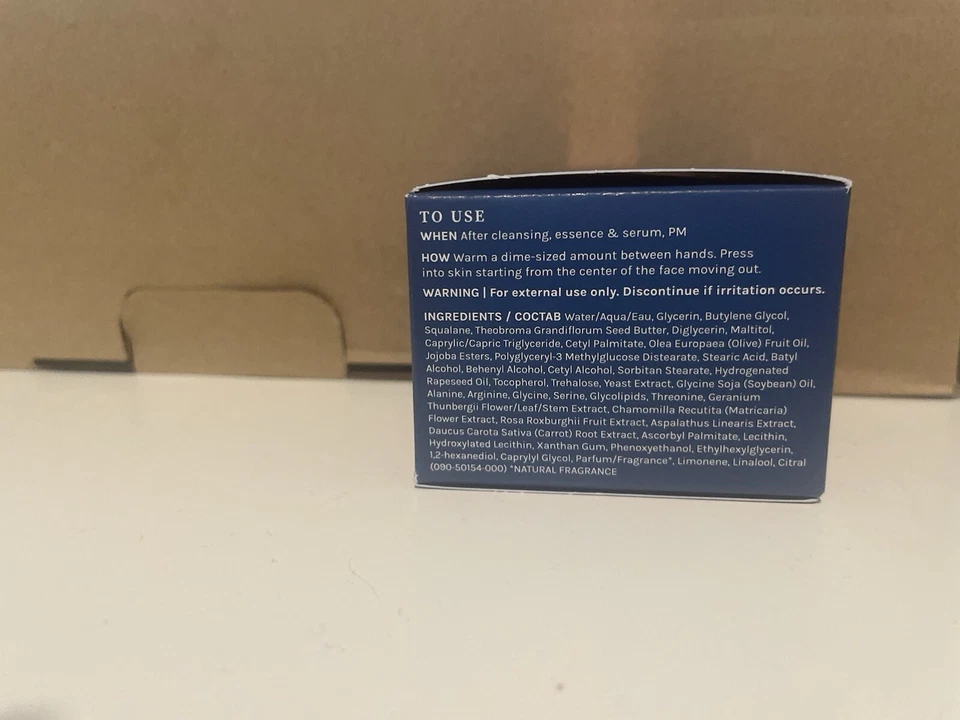 TO USE
WHEN After cleansing, essence & serum, PM
HOW Warm a dime-sized amount between hands. Press
into skin starting from the center of the face moving out.
WARNING | For external use only. Discontinue if irritation occurs.
INGREDIENTS / COCTAB Water/Aqua/Eau, Glycerin, Butylene Glycol,
Squalane, Theobroma Grandiflorum Seed Butter, Diglycerin, Maltitol,
Caprylic/Capric Triglyceride, Cetyl Palmitate, Olea Europaea (Olive) Fruit Oil,
Jojoba Esters, Polyglyceryl-3 Methylglucose Distearate, Stearic Acid, Batyl
Alcohol, Behenyl Alcohol, Cetyl Alcohol, Sorbitan Stearate, Hydrogenated
Rapeseed Oil, Tocopherol, Trehalose, Yeast Extract, Glycine Soja (Soybean) Oil,
Alanine, Arginine, Glycine, Serine, Glycolipids, Threonine, Geranium
Thunbergii Flower/Leaf/Stem Extract, Chamomilla Recutita (Matricaria)
Flower Extract, Rosa Roxburghii Fruit Extract, Aspalathus Linearis Extract,
Daucus Carota Sativa (Carrot) Root Extract, Ascorbyl Palmitate, Lecithin,
Hydroxylated Lecithin, Xanthan Gum, Phenoxyethanol, Ethylhexylglycerin,
1,2-hexanediol, Caprylyl Glycol, Parfum/Fragrance*, Limonene, Linalool, Citral
(090-50154-000) *NATURAL FRAGRANCE